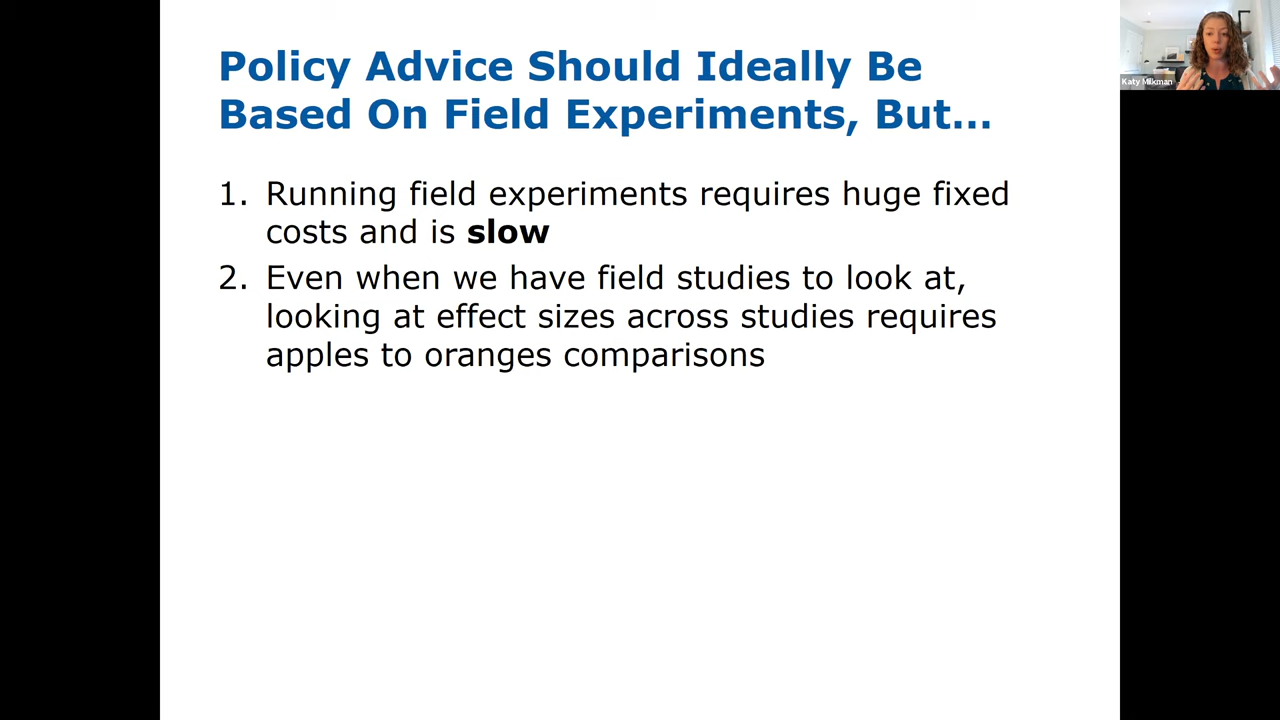 Policy Advice Should Ideally Be
Based On Field Experiments, But...
1. Running field experiments requires huge fixed
costs and is slow
2. Even when we have field studies to look at,
looking at effect sizes across studies requires
apples to oranges comparisons
Katy Milkman